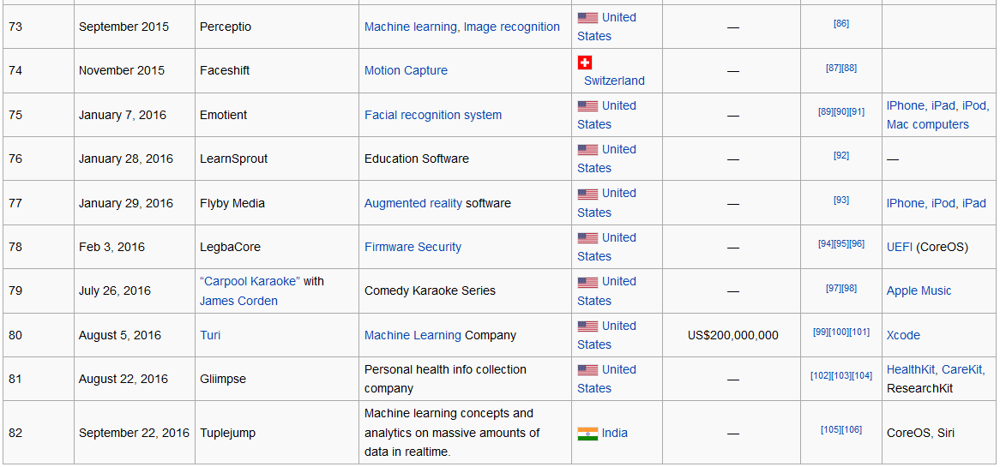 73 September 2015 Perceptio Machine learning, Image recognition United States — [86]
74 November 2015 Faceshift Motion Capture Switzerland — [87][88]
75 January 7, 2016 Emotient Facial recognition system United States — [89][90][91] IPhone, iPad, iPod, Mac computers
76 January 28, 2016 LearnSprout Education Software United States — [92] —
77 January 29, 2016 Flyby Media Augmented reality software United States — [93] IPhone, iPod, iPad
78 Feb 3, 2016 LegbaCore Firmware Security United States — [94][95][96] UEFI (CoreOS)
79 July 26, 2016 “Carpool Karaoke” with James Corden Comedy Karaoke Series United States — [97][98] Apple Music
80 August 5, 2016 Turi Machine Learning Company United States US$200,000,000 [99][100][101] Xcode
81 August 22, 2016 Gliimpse Personal health info collection company United States — [102][103][104] HealthKit, CareKit, ResearchKit
82 September 22, 2016 Tuplejump Machine learning concepts and analytics on massive amounts of data in realtime. India — [105][106] CoreOS, Siri